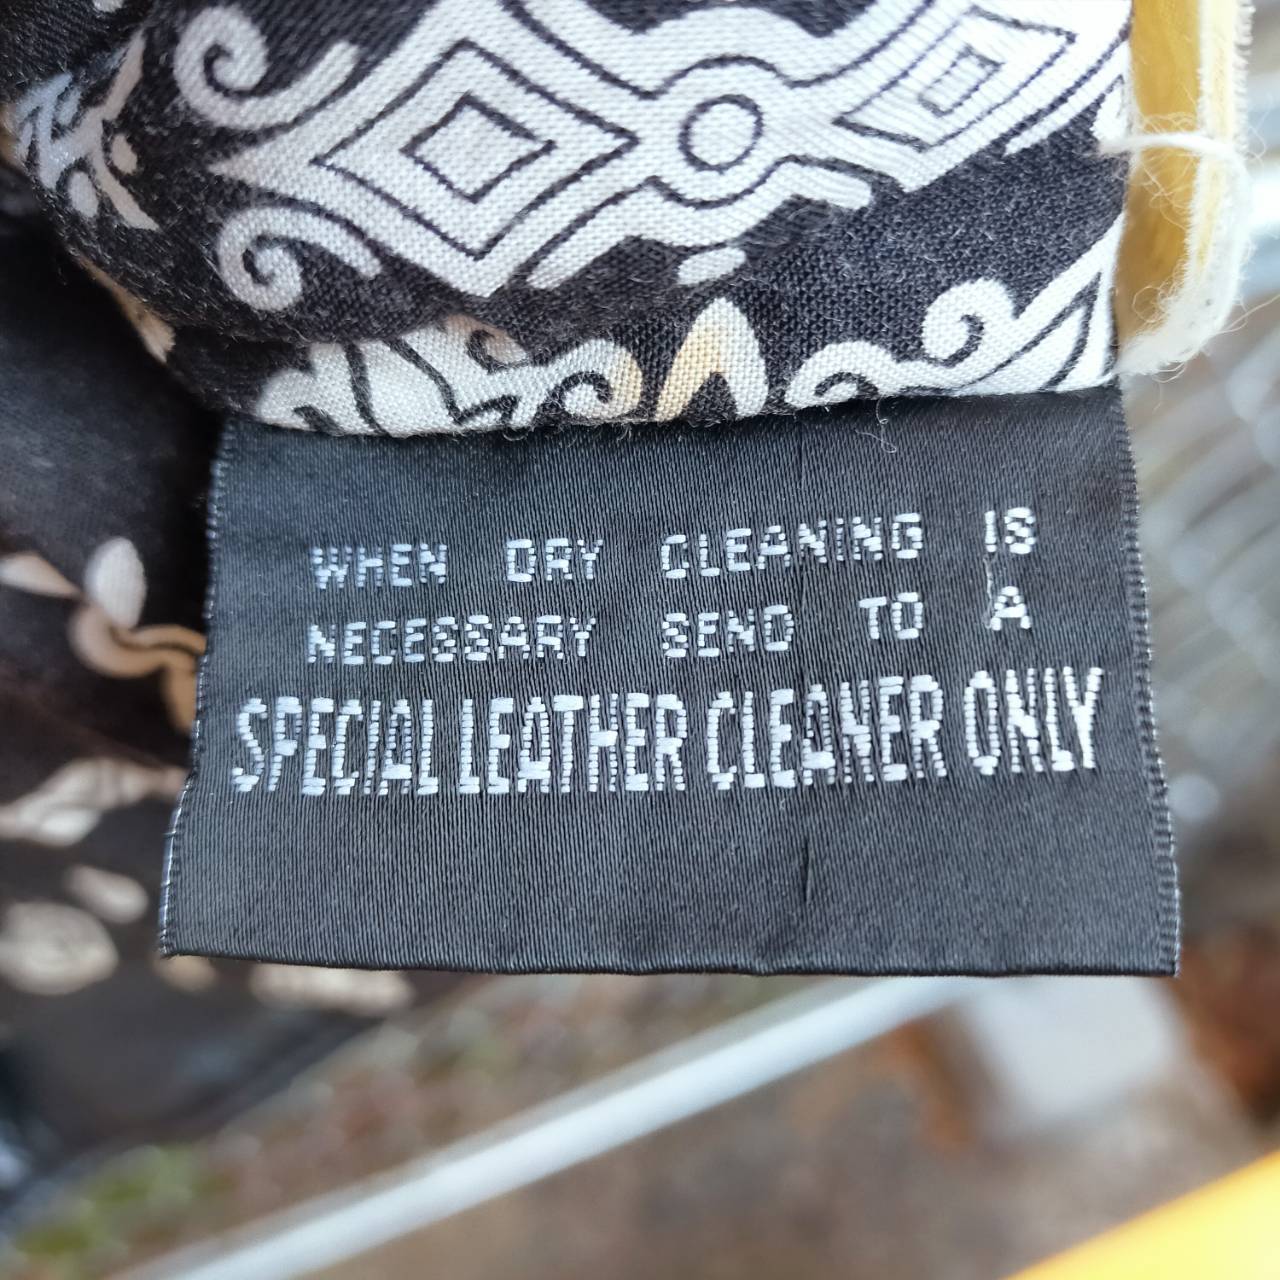 WHEN DRY CLEANING IS
NECESSARY SEND TO A
SPECIAL LEATHER CLEANER ONLY